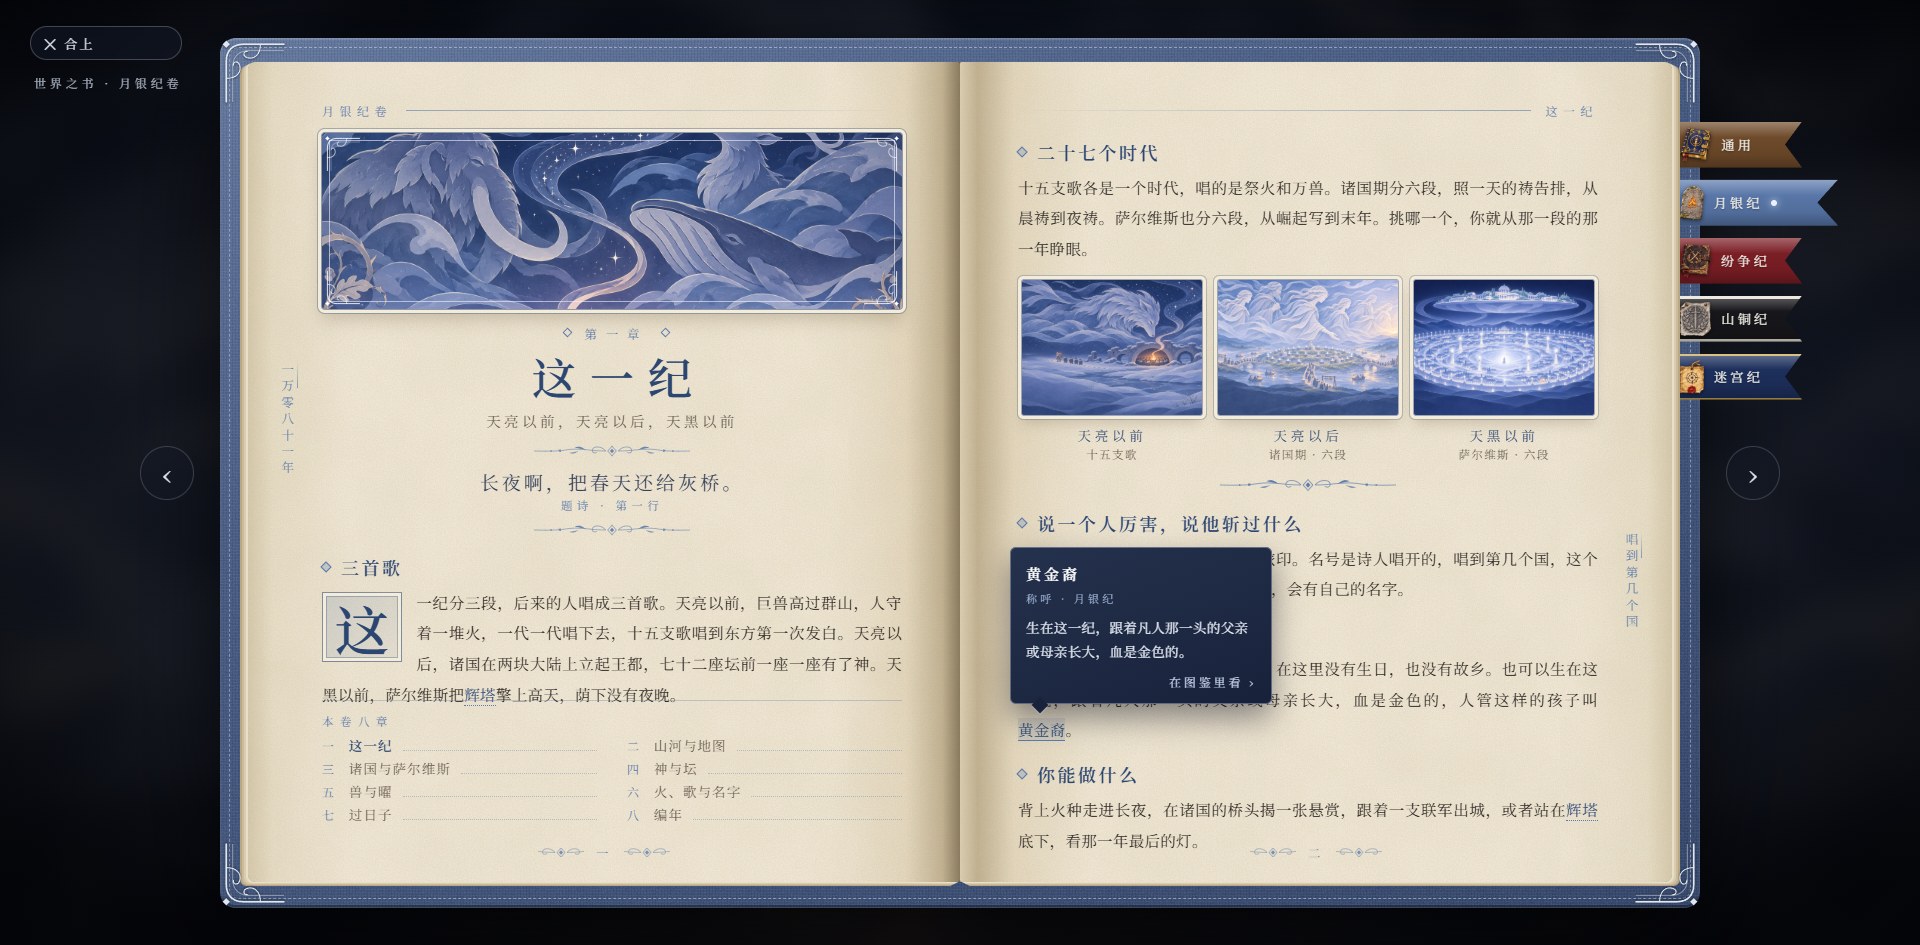 合上
世界之书 · 月银纪卷
月银纪卷
第一章
这一纪
天亮以前，天亮以后，天黑以前
长夜啊，把春天还给灰桥。
题诗 · 第一行
一万零八十一年
三首歌
这一纪分三段，后来的人唱成三首歌。天亮以前，巨兽高过群山，人守
着一堆火，一代一代唱下去，十五支歌唱到东方第一次发白。天亮以
后，诸国在两块大陆上立起王都，七十二座坛前一座一座有了神。天
黑以前，萨尔维斯把辉塔擎上高天，荫下没有夜晚。
本卷八章
一 这一纪
二 山河与地图
三 诸国与萨尔维斯
四 神与坛
五 兽与曜
六 火、歌与名字
七 过日子
八 编年
一
这一纪
二十七个时代
十五支歌各是一个时代，唱的是祭火和万兽。诸国期分六段，照一天的祷告排，从
晨祷到夜祷。萨尔维斯也分六段，从崛起写到末年。挑哪一个，你就从那一段的那
一年睁眼。
天亮以前
十五支歌
天亮以后
诸国期 · 六段
天黑以前
萨尔维斯 · 六段
说一个人厉害，说他斩过什么
印。名号是诗人唱开的，唱到第几个国，这个
，会有自己的名字。
唱到第几个国
黄金裔
称呼 · 月银纪
生在这一纪，跟着凡人那一头的父亲
或母亲长大，血是金色的。
在图鉴里看 ›
在这里没有生日，也没有故乡。也可以生在这
母亲长大，血是金色的，人管这样的孩子叫
黄金裔。
你能做什么
背上火种走进长夜，在诸国的桥头揭一张悬赏，跟着一支联军出城，或者站在辉塔
底下，看那一年最后的灯。
二
通用
月银纪
纷争纪
山铜纪
迷宫纪